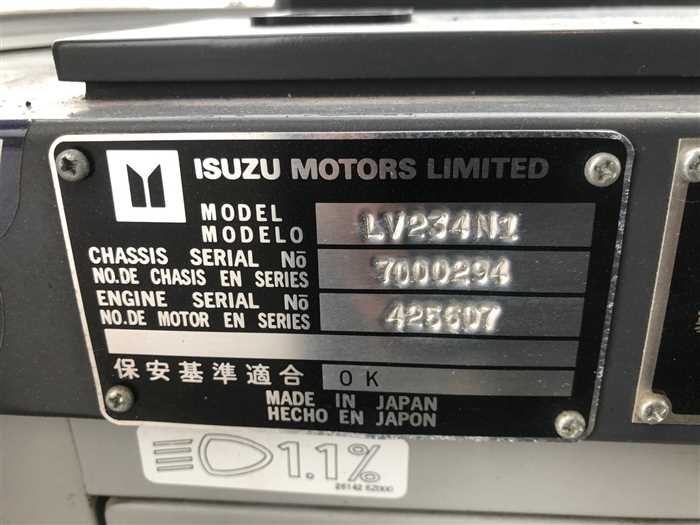 ISUZU MOTORS LIMITED
MODEL
MODELO LV234N1
CHASSIS SERIAL No
NO.DE CHASIS EN SERIES 7000294
ENGINE SERIAL No
NO.DE MOTOR EN SERIES 425607
保安基準適合 OK
MADE IN JAPAN
HECHO EN JAPON
1.1%